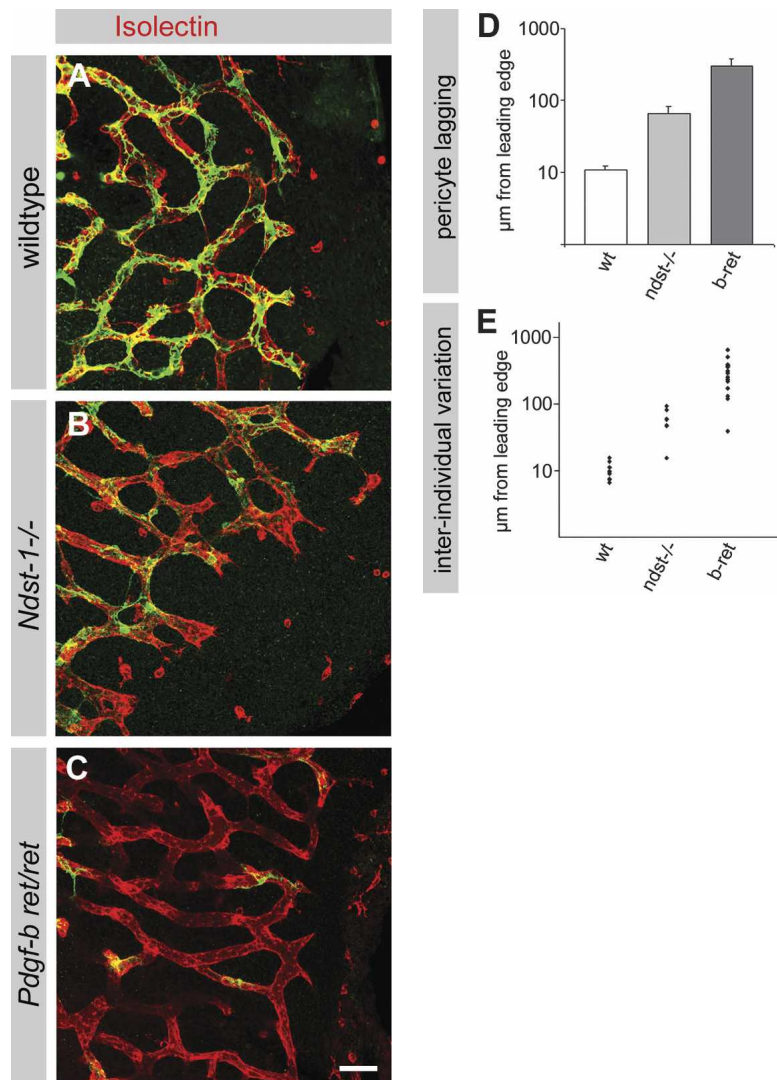 Isolectin
wildtype
A
Ndst-1-/-
B
Pdgf-b ret/ret
C
D
pericyte lagging
µm from leading edge
1000
100
10
wt
ndst-/-
b-ret
E
inter-individual variation
µm from leading edge
1000
100
10
wt
ndst-/-
b-ret